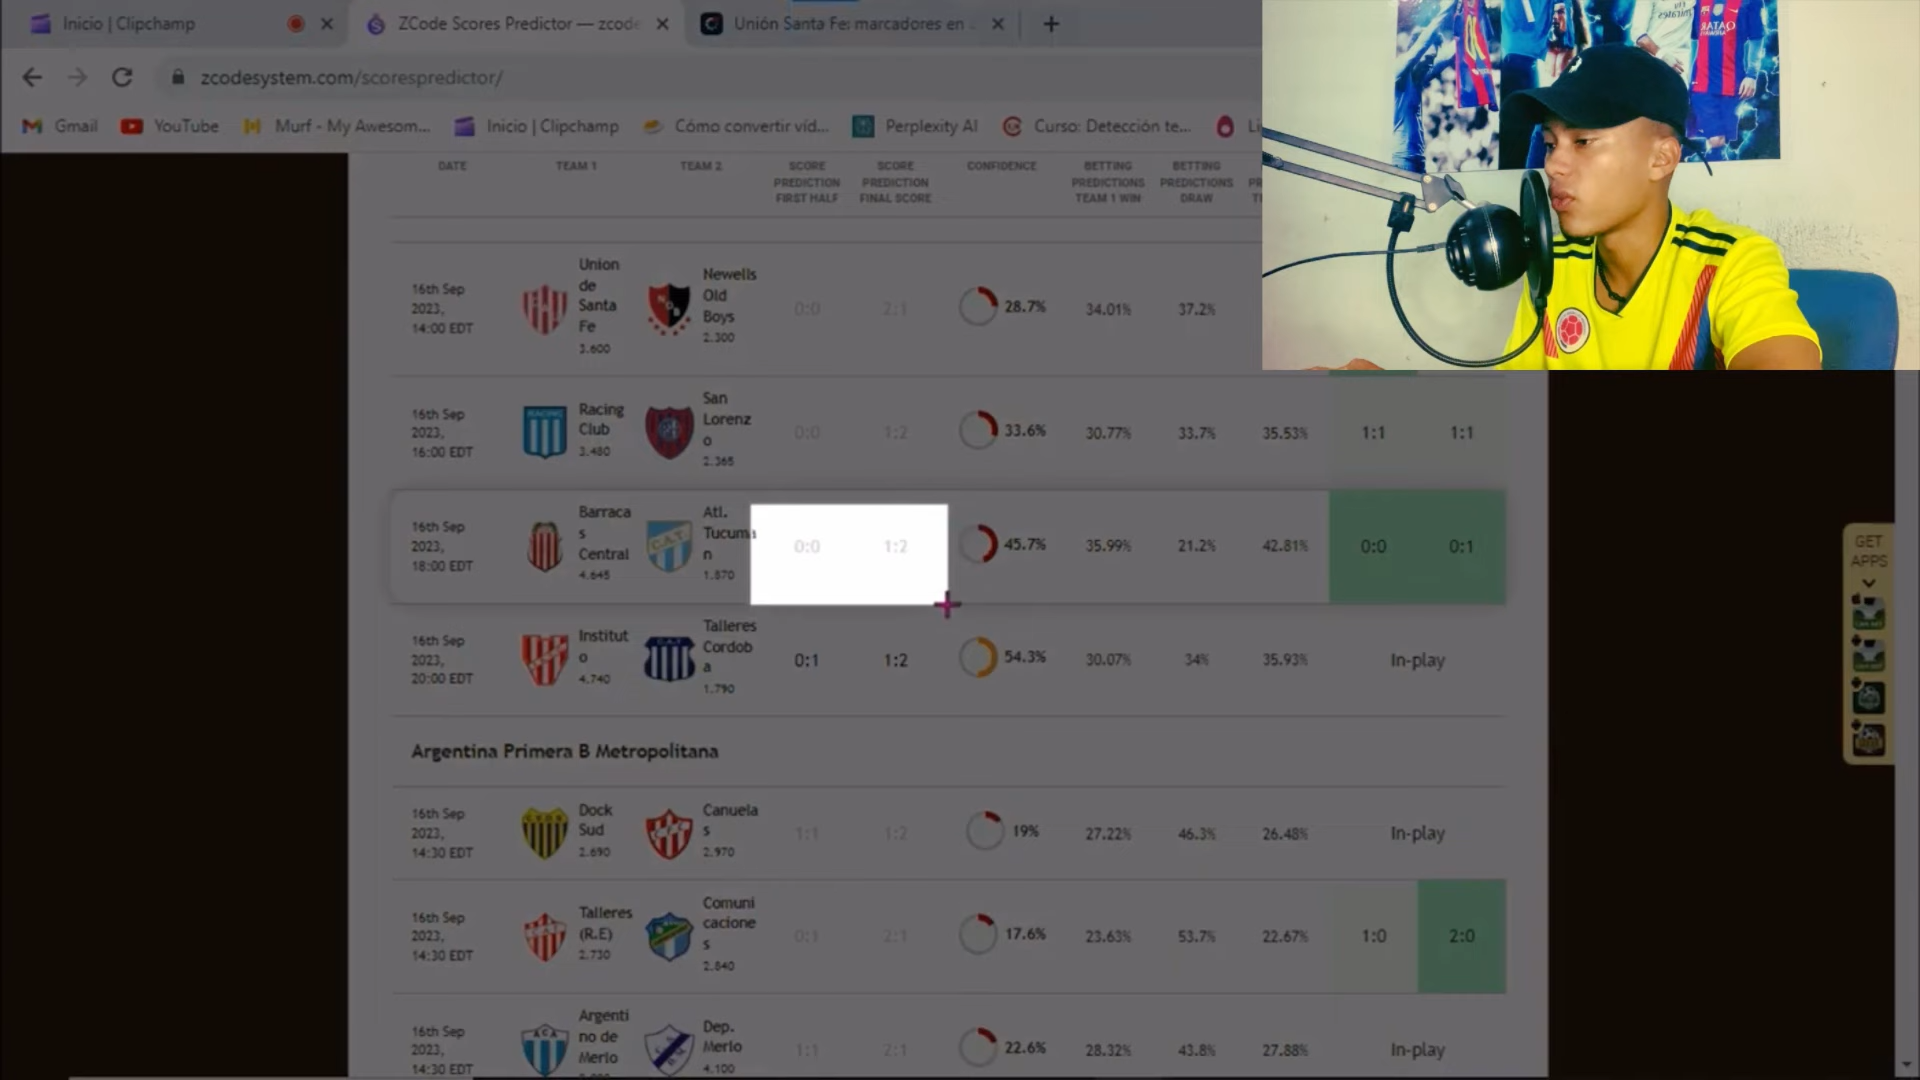 Inicio | Clipchamp
ZCode Scores Predictor — zcode
Unión Santa Fe: marcadores en
zcodesystem.com/scorespredictor/
Gmail
YouTube
Murf - My Awesom...
Inicio | Clipchamp
Cómo convertir víd...
Perplexity AI
Curso: Detección te...
DATE
TEAM 1
TEAM 2
SCORE
PREDICTION
FIRST HALF
SCORE
PREDICTION
FINAL SCORE
CONFIDENCE
BETTING
PREDICTIONS
TEAM 1 WIN
BETTING
PREDICTIONS
DRAW
16th Sep
2023,
14:00 EDT
Union
de
Santa
Fe
Newells
Old
Boys
2.300
0:0
2:1
28.7%
34.01%
37.2%
16th Sep
2023,
16:00 EDT
Racing
Club
3.480
San
Lorenz
o
2.365
0:0
1:2
33.6%
30.77%
33.7%
35.53%
1:1
1:1
16th Sep
2023,
18:00 EDT
Barraca
s
Central
4.645
Atl.
Tucuma
n
1.870
0:0
1:2
45.7%
35.99%
21.2%
42.81%
0:0
0:1
16th Sep
2023,
20:00 EDT
Institut
o
4.740
Talleres
Cordob
a
1.790
0:1
1:2
54.3%
30.07%
34%
35.93%
In-play
Argentina Primera B Metropolitana
16th Sep
2023,
14:30 EDT
Dock
Sud
2.690
Canuela
s
2.970
1:1
1:2
19%
27.22%
46.3%
26.48%
In-play
16th Sep
2023,
14:30 EDT
Talleres
(R.E)
2.730
Comuni
cacione
s
2.840
0:1
2:1
17.6%
23.63%
53.7%
22.67%
1:0
2:0
16th Sep
2023,
14:30 EDT
Argenti
no de
Merlo
Dep.
Merlo
4.100
1:1
2:1
22.6%
28.32%
43.8%
27.88%
In-play
GET
APPS